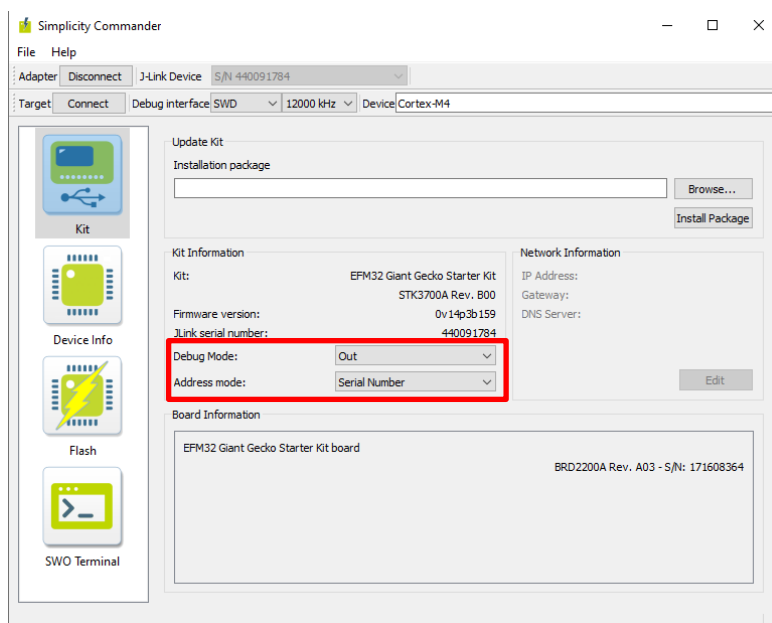 Simplicity Commander
File Help
Adapter Disconnect J-Link Device S/N 440091784
Target Connect Debug interface SWD 12000 kHz Device Cortex-M4
Kit
Device Info
Flash
SWO Terminal
Update Kit
Installation package
Browse...
Install Package
Kit Information
Kit: EFM32 Giant Gecko Starter Kit
STK3700A Rev. B00
Firmware version: 0v14p3b159
JLink serial number: 440091784
Debug Mode: Out
Address mode: Serial Number
Network Information
IP Address:
Gateway:
DNS Server:
Edit
Board Information
EFM32 Giant Gecko Starter Kit board
BRD2200A Rev. A03 - S/N: 171608364